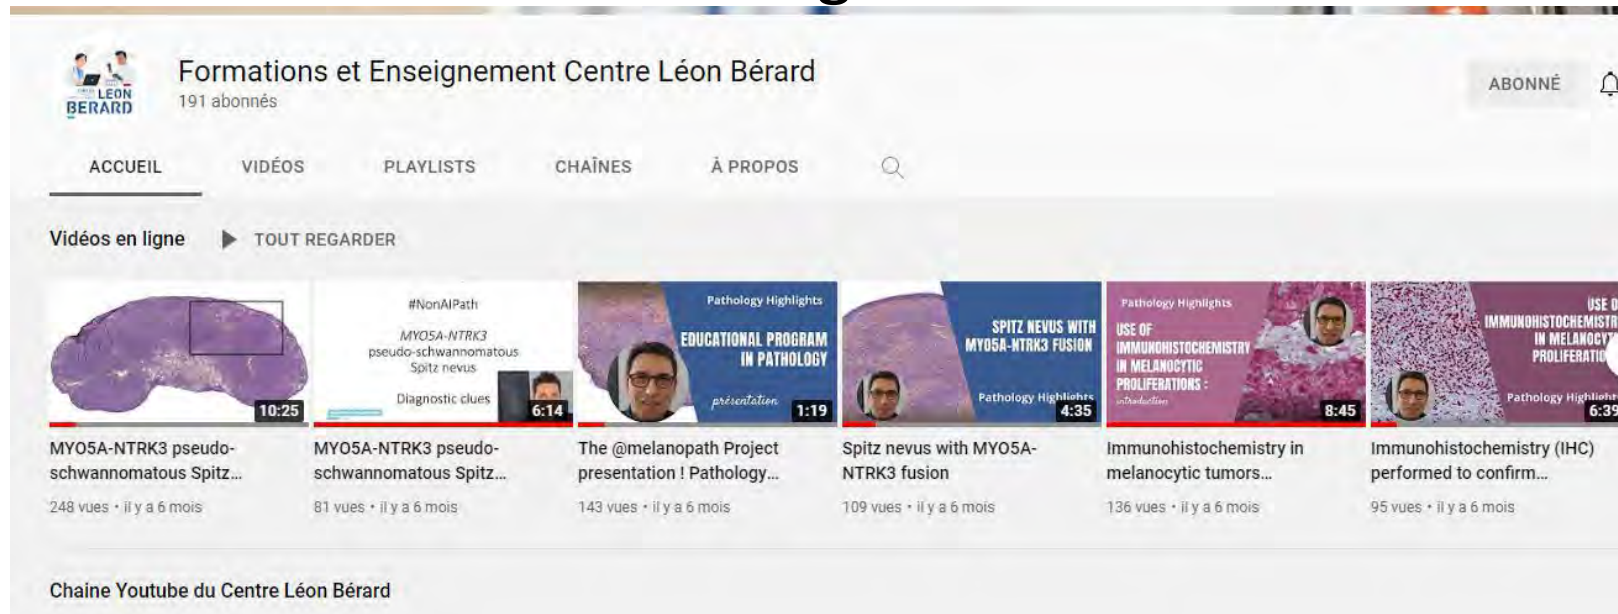 LEON
BERARD
Formations et Enseignement Centre Léon Bérard
191 abonnés
ABONNÉ
ACCUEIL VIDÉOS PLAYLISTS CHAÎNES À PROPOS
Vidéos en ligne TOUT REGARDER
10:25
MYO5A-NTRK3 pseudo-
schwannomatous Spitz...
248 vues • il y a 6 mois
#NonAIPath
MYO5A-NTRK3
pseudo-schwannomatous
Spitz nevus
Diagnostic clues
6:14
MYO5A-NTRK3 pseudo-
schwannomatous Spitz...
81 vues • il y a 6 mois
Pathology Highlights
EDUCATIONAL PROGRAM
IN PATHOLOGY
présentation
1:19
The @melanopath Project
presentation ! Pathology...
143 vues • il y a 6 mois
SPITZ NEVUS WITH
MYO5A-NTRK3 FUSION
Pathology Highlights
4:35
Spitz nevus with MYO5A-
NTRK3 fusion
109 vues • il y a 6 mois
Pathology Highlights
USE OF
IMMUNOHISTOCHEMISTRY
IN MELANOCYTIC
PROLIFERATIONS :
introduction
8:45
Immunohistochemistry in
melanocytic tumors...
136 vues • il y a 6 mois
USE O
IMMUNOHISTOCHEMISTR
IN MELANOCYT
PROLIFERATIO
Pathology Highlights
6:39
Immunohistochemistry (IHC)
performed to confirm...
95 vues • il y a 6 mois
Chaine Youtube du Centre Léon Bérard